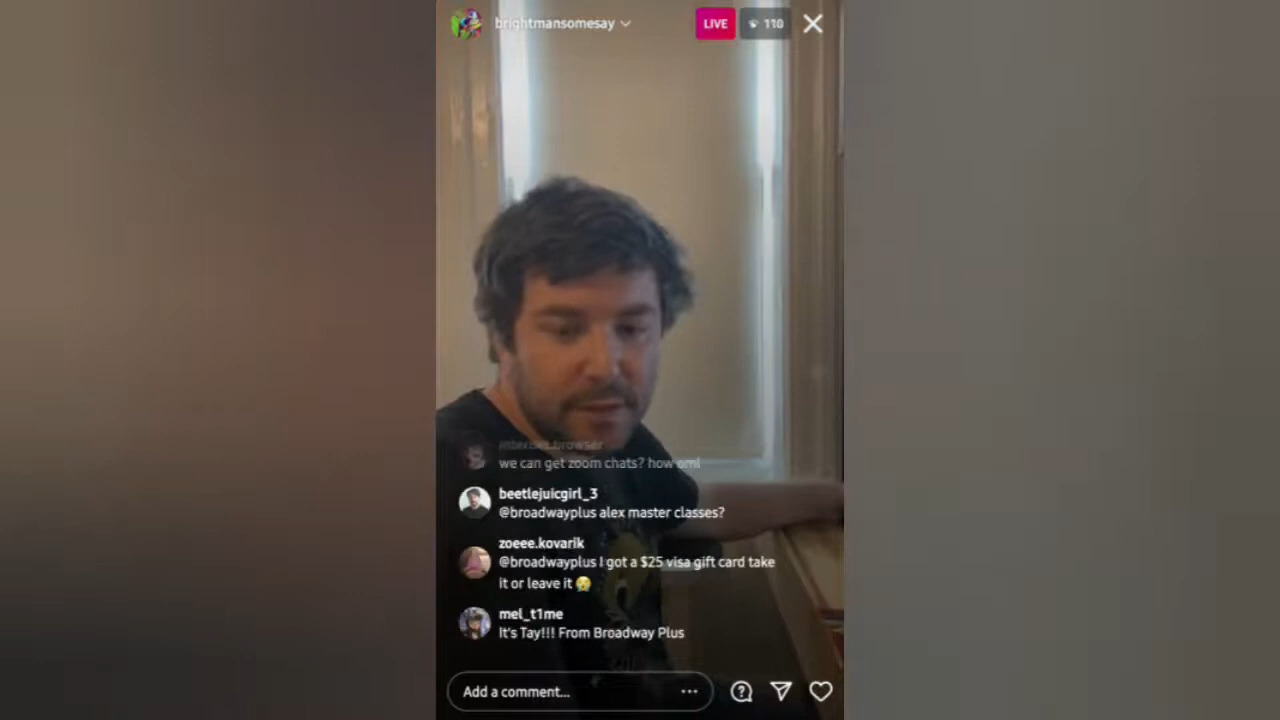 brightmansomesay
LIVE
110
we can get zoom chats? how oml
beetlejuicgirl_3
@broadwayplus alex master classes?
zoeee.kovarik
@broadwayplus I got a $25 visa gift card take
it or leave it 😭
mel_t1me
It's Tay!!! From Broadway Plus
Add a comment...